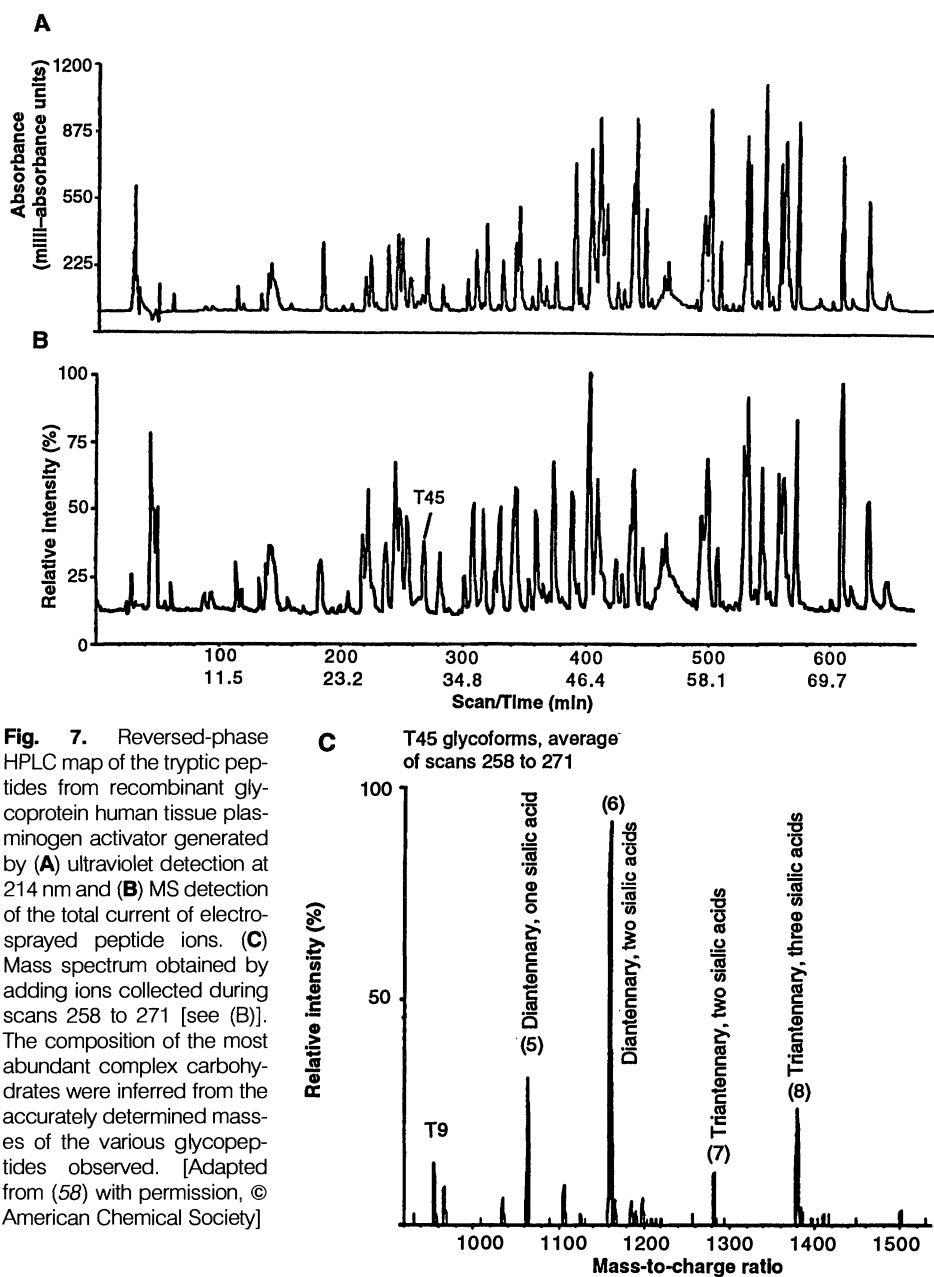 A
Absorbance
(milli–absorbance units)
1200
875
550
225
B
Relative intensity (%)
100
75
50
25
0
T45
100 200 300 400 500 600
11.5 23.2 34.8 46.4 58.1 69.7
Scan/Time (min)
Fig. 7. Reversed-phase
HPLC map of the tryptic pep-
tides from recombinant gly-
coprotein human tissue plas-
minogen activator generated
by (A) ultraviolet detection at
214 nm and (B) MS detection
of the total current of electro-
sprayed peptide ions. (C)
Mass spectrum obtained by
adding ions collected during
scans 258 to 271 [see (B)].
The composition of the most
abundant complex carbohy-
drates were inferred from the
accurately determined mass-
es of the various glycopep-
tides observed. [Adapted
from (58) with permission, ©
American Chemical Society]
C
T45 glycoforms, average
of scans 258 to 271
Relative intensity (%)
100
50
T9
(5) Diantennary, one sialic acid
(6)
Diantennary, two sialic acids
(7) Triantennary, two sialic acids
(8) Triantennary, three sialic acids
1000 1100 1200 1300 1400 1500
Mass-to-charge ratio